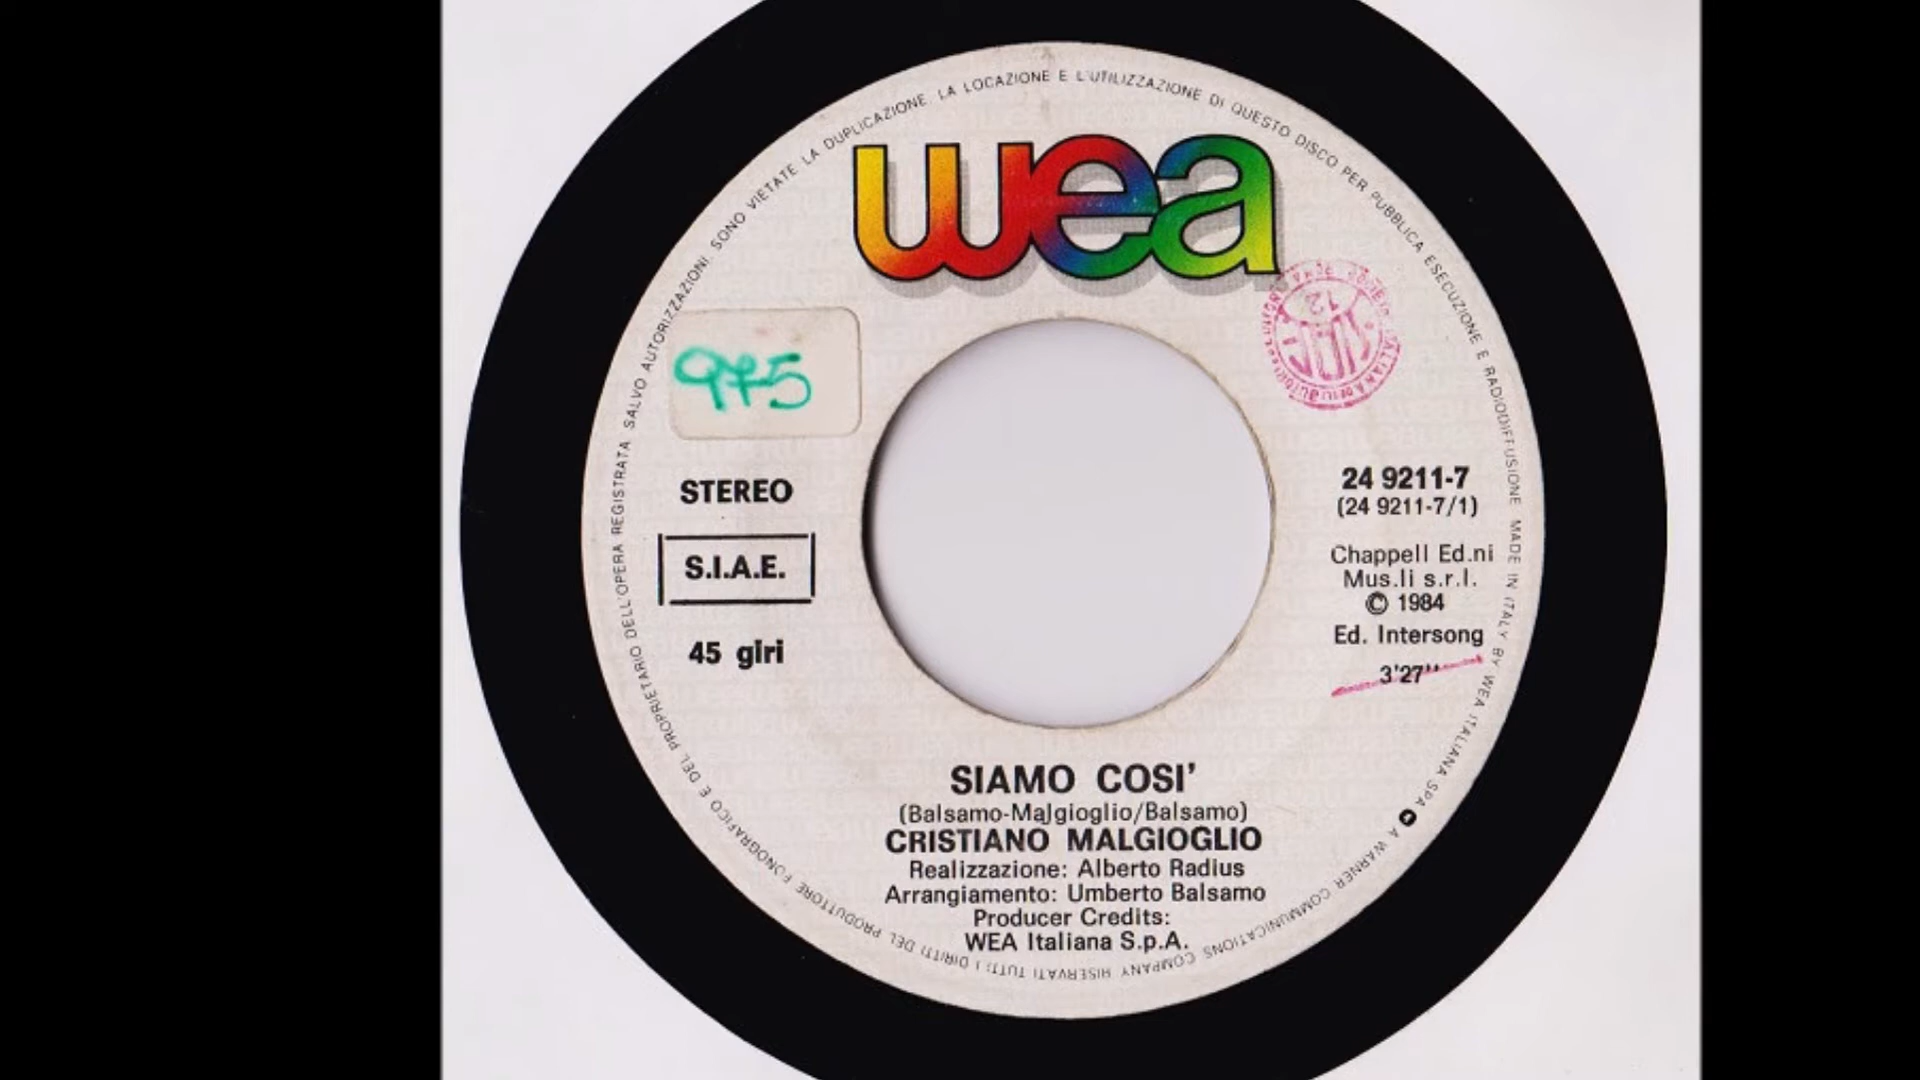 SALVO AUTORIZZAZIONI. SONO VIETATE LA DUPLICAZIONE. LA LOCAZIONE E L'UTILIZZAZIONE DI QUESTO DISCO PER PUBBLICA ESECUZIONE E RADIODIFFUSIONE MADE IN ITALY BY WEA ITALIANA SPA A WARNER COMMUNICATIONS COMPANY RISERVATI TUTTI I DIRITTI DEL PRODUTTORE FONOGRAFICO E DEL PROPRIETARIO DELL'OPERA REGISTRATA
wea
975
STEREO
S.I.A.E.
45 giri
SIAE
12
24 9211-7
(24 9211-7/1)
Chappell Ed.ni
Mus.li s.r.l.
© 1984
Ed. Intersong
3'27''
SIAMO COSI'
(Balsamo-Malgioglio/Balsamo)
CRISTIANO MALGIOGLIO
Realizzazione: Alberto Radius
Arrangiamento: Umberto Balsamo
Producer Credits:
WEA Italiana S.p.A.